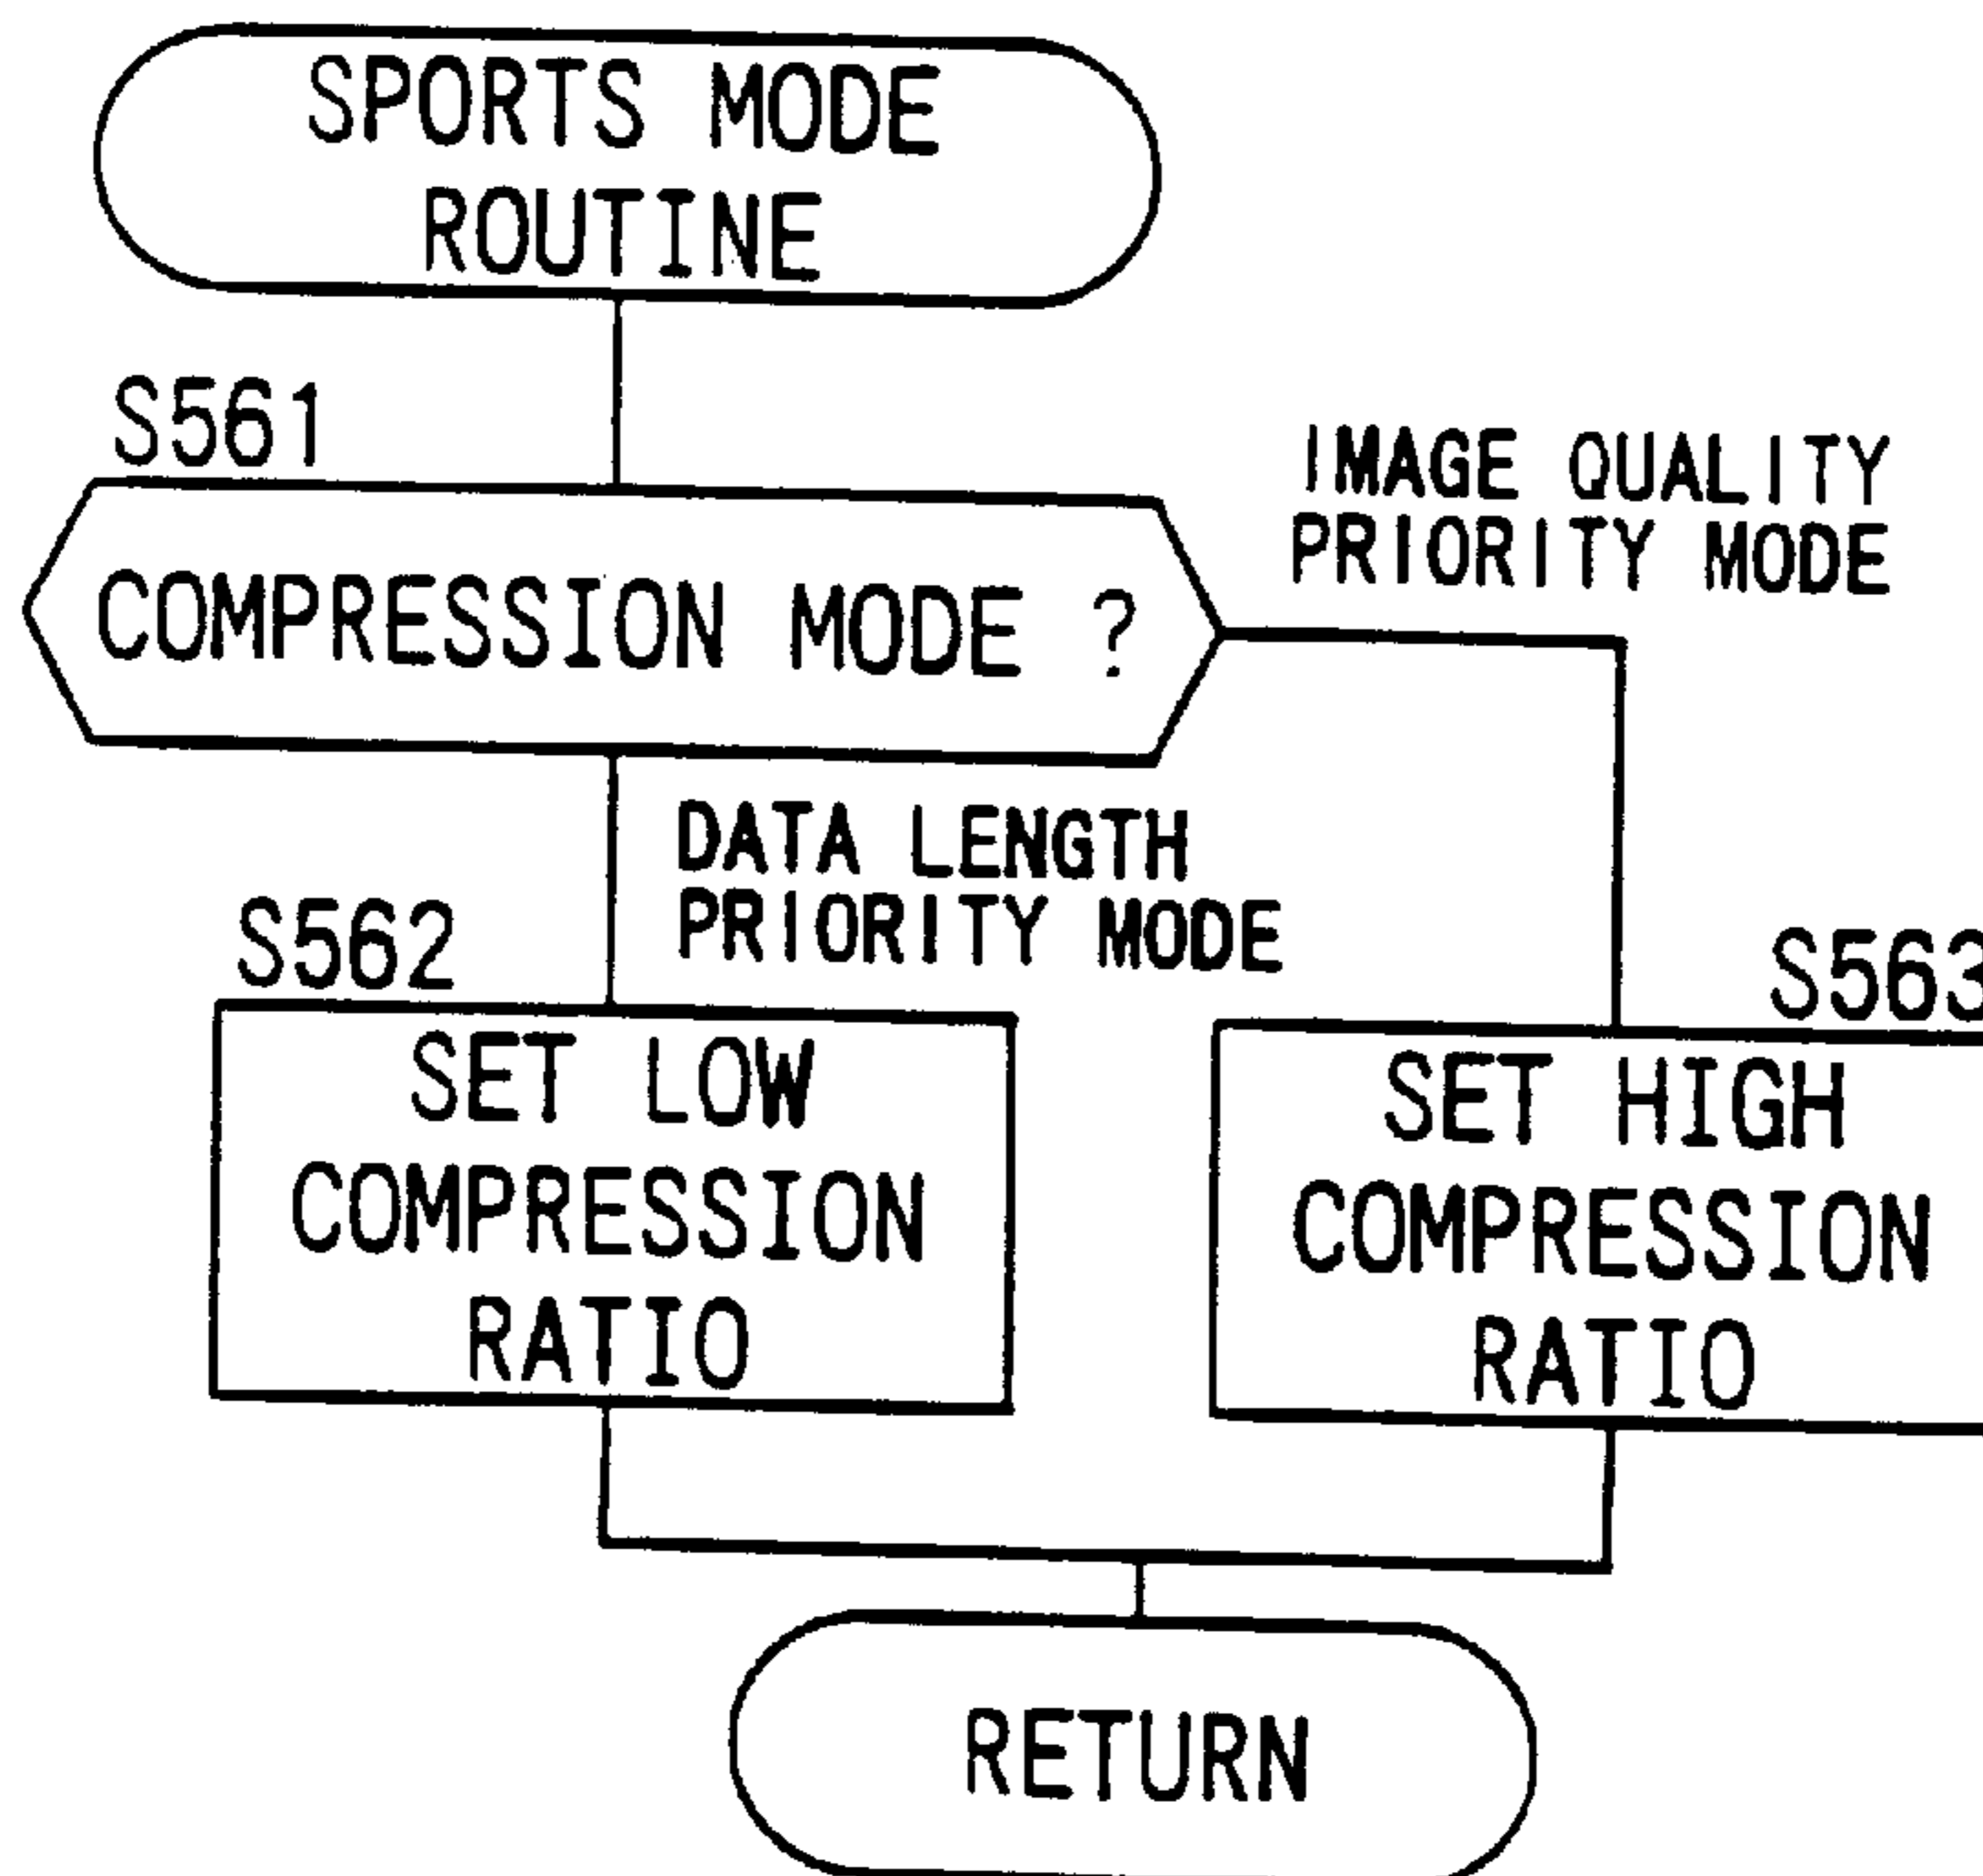 SPORTS MODE
ROUTINE
S561
IMAGE QUALITY
PRIORITY MODE
COMPRESSION MODE ?
DATA LENGTH
PRIORITY MODE
S562
S563
SET LOW
COMPRESSION
RATIO
SET HIGH
COMPRESSION
RATIO
RETURN